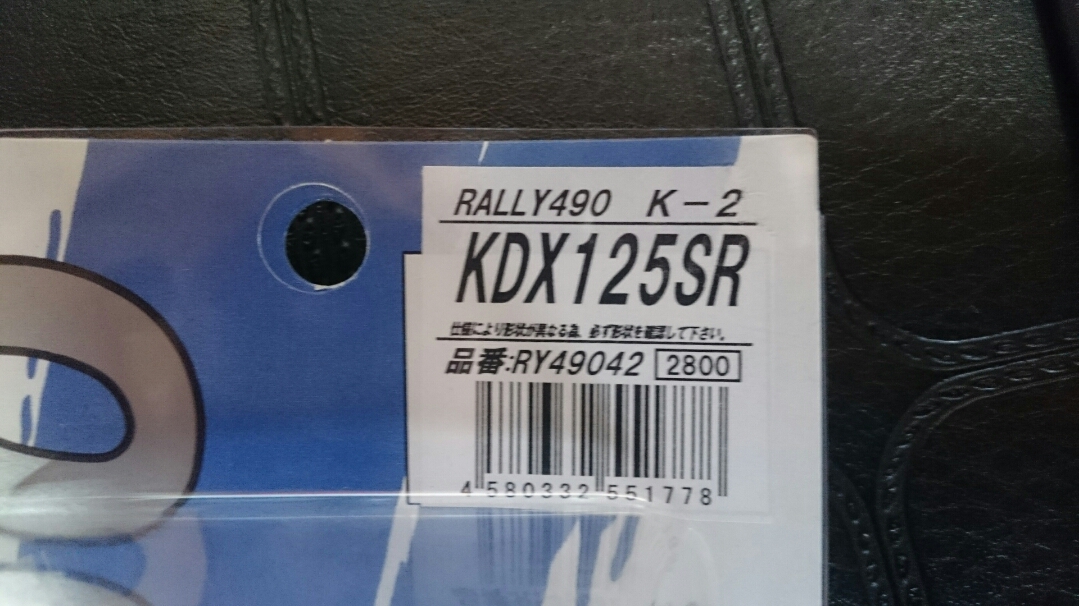 RALLY490 K-2
KDX125SR
仕様により形状が異なる為、必ず形状を確認して下さい。
品番:RY49042 2800
4 580332 551778